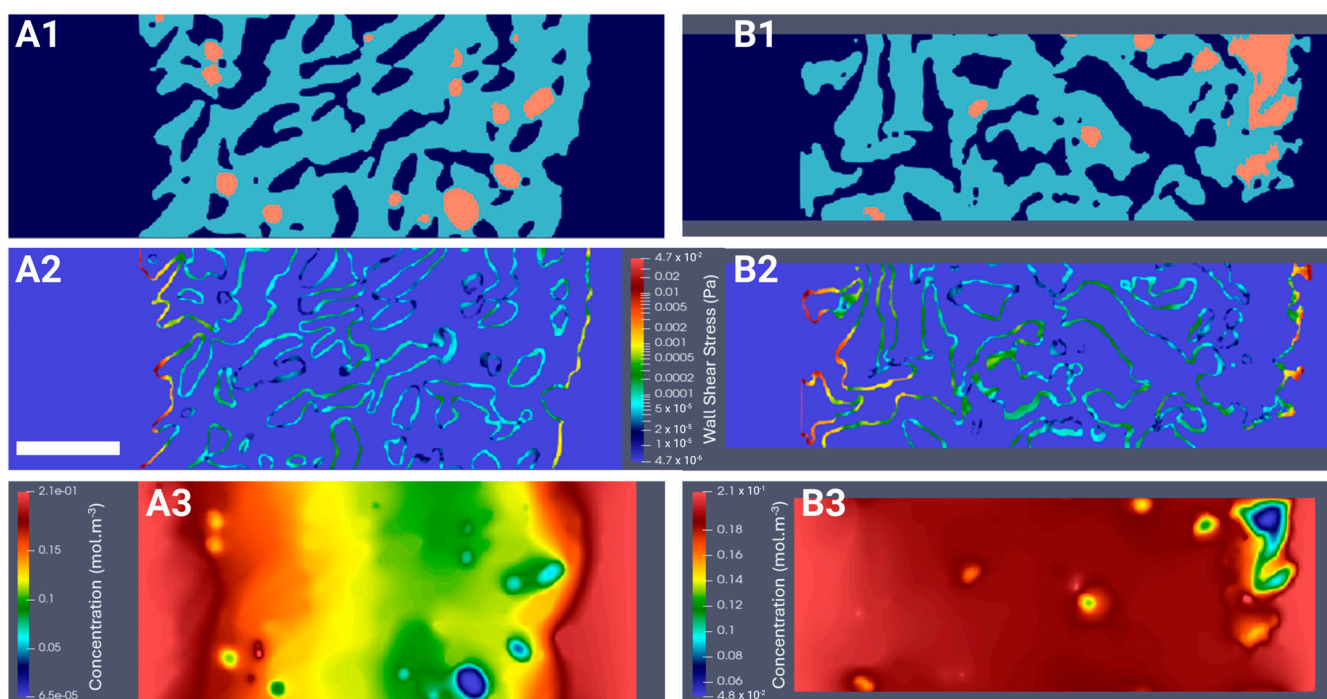 A1
B1
A2
4.7 x 10-2
0.02
0.01
0.005
0.002
0.001
0.0005
0.0002
0.0001
5 x 10-5
2 x 10-5
1 x 10-5
4.7 x 10-6
Wall Shear Stress (Pa)
B2
2.1e-01
0.15
0.1
0.05
6.5e-05
Concentration (mol.m-3)
A3
2.1 x 10-1
0.18
0.16
0.14
0.12
0.1
0.08
0.06
4.8 x 10-2
Concentration (mol.m-3)
B3